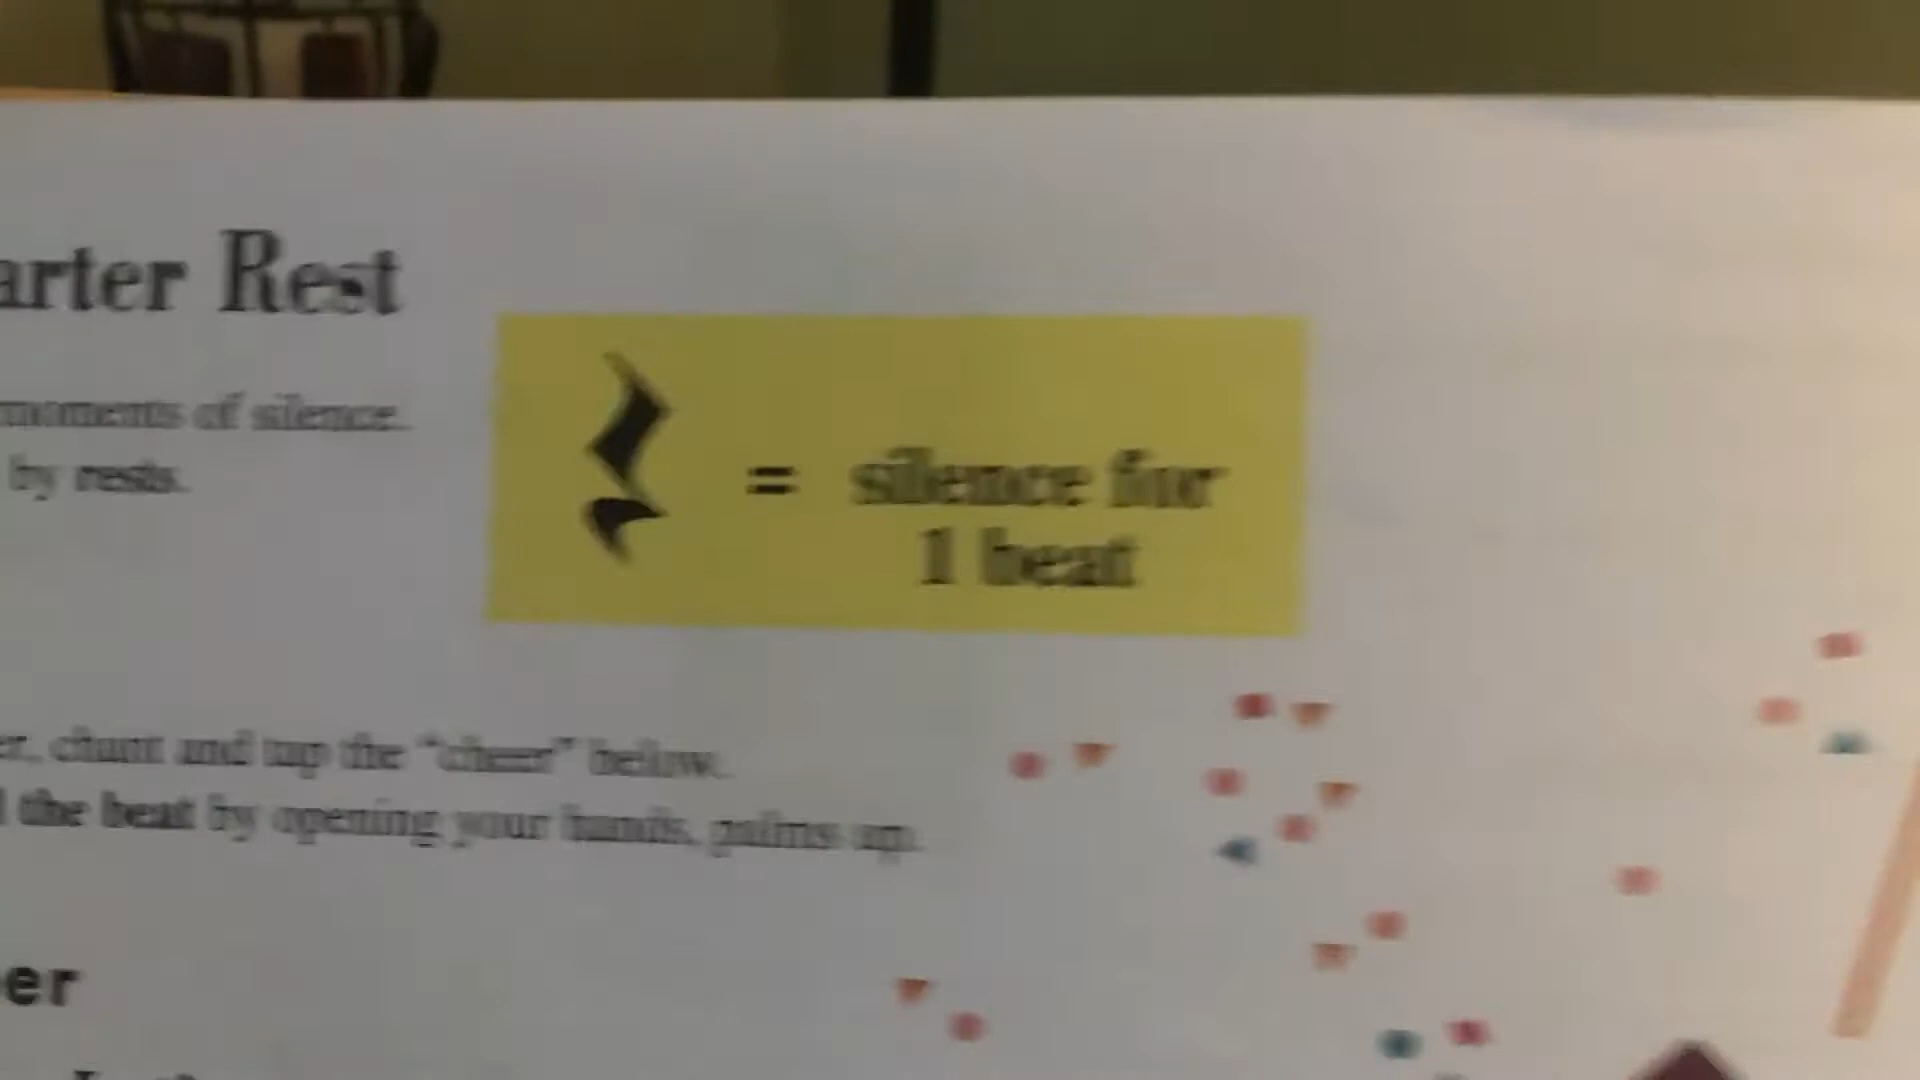 arter Rest
moments of silence.
by rests.
= silence for
1 beat
er, chant and tap the “cheer” below.
the beat by opening your hands, palms up.
er